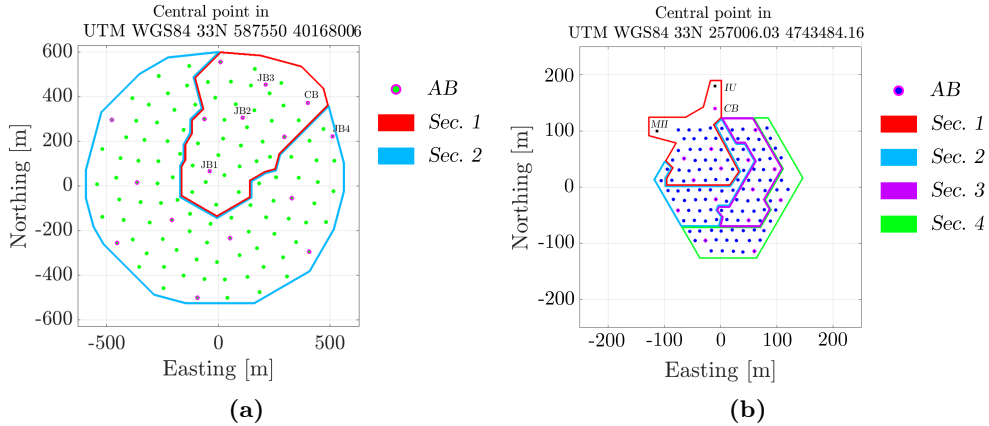 Central point in
UTM WGS84 33N 587550 40168006
600
400
200
0
-200
-400
-600
-500
0
500
Northing [m]
Easting [m]
JB3
CB
JB2
JB4
JB1
AB
Sec. 1
Sec. 2
(a)
Central point in
UTM WGS84 33N 257006.03 4743484.16
200
100
0
-100
-200
-200
-100
0
100
200
Northing [m]
Easting [m]
IU
CB
MII
AB
Sec. 1
Sec. 2
Sec. 3
Sec. 4
(b)